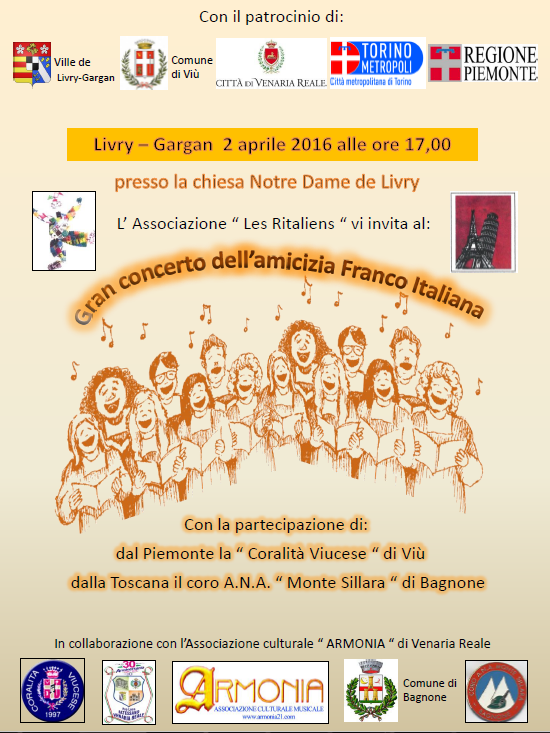 Con il patrocinio di:
Ville de
Livry-Gargan
Comune
di Viù
CITTÀ DI VENARIA REALE
TORINO
METROPOLI
Città metropolitana di Torino
REGIONE
PIEMONTE
Livry – Gargan 2 aprile 2016 alle ore 17,00
presso la chiesa Notre Dame de Livry
L’ Associazione “ Les Ritaliens “ vi invita al:
Gran concerto dell’amicizia Franco Italiana
Con la partecipazione di:
dal Piemonte la “ Coralità Viucese “ di Viù
dalla Toscana il coro A.N.A. “ Monte Sillara “ di Bagnone
In collaborazione con l’Associazione culturale “ ARMONIA “ di Venaria Reale
CORALITÀ VIUCESE
1997
30
VENARIA REALE
ARMONIA
ASSOCIAZIONE CULTURALE MUSICALE
www.armonia21.com
Comune di
Bagnone